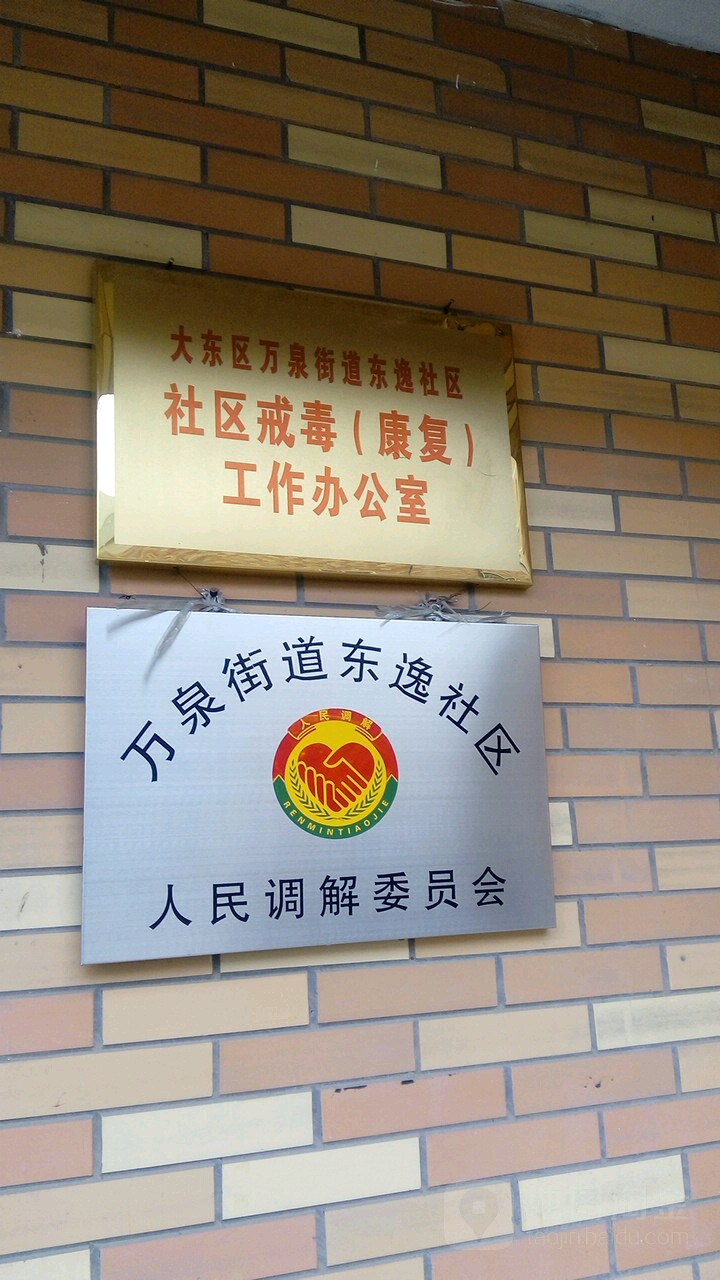 大东区万泉街道东逸社区
社区戒毒(康复)
工作办公室
万泉街道东逸社区
人民调解
RENMINTIAOJIE
人民调解委员会